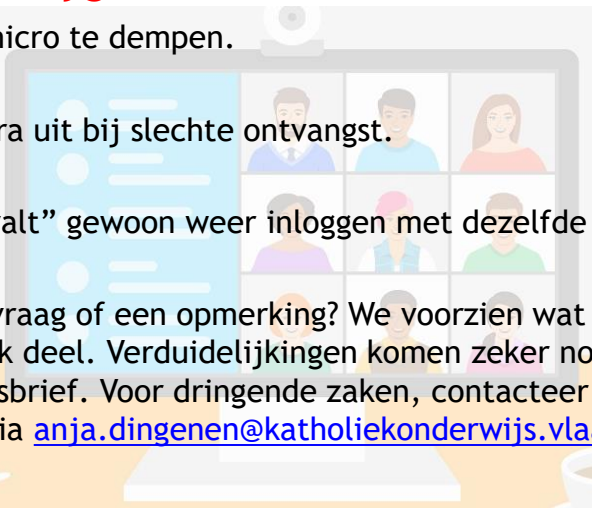 micro te dempen.
ra uit bij slechte ontvangst.
alt” gewoon weer inloggen met dezelfde
vraag of een opmerking? We voorzien wat
k deel. Verduidelijkingen komen zeker no
sbrief. Voor dringende zaken, contacteer
ia anja.dingenen@katholiekonderwijs.vla